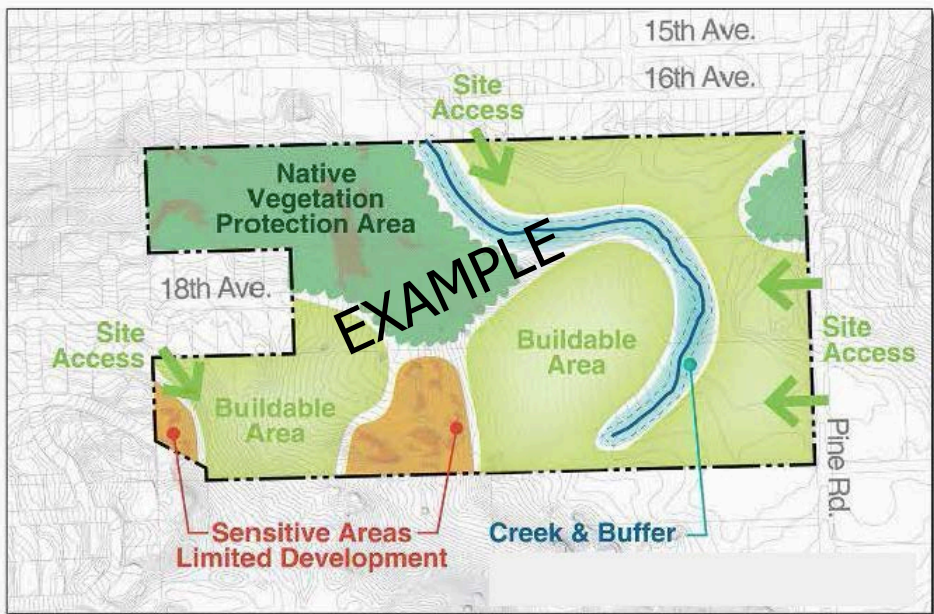 15th Ave.
16th Ave.
Site
Access
Native
Vegetation
Protection Area
18th Ave.
EXAMPLE
Site
Access
Buildable
Area
Site
Access
Buildable
Area
Pine Rd.
Sensitive Areas
Limited Development
Creek & Buffer